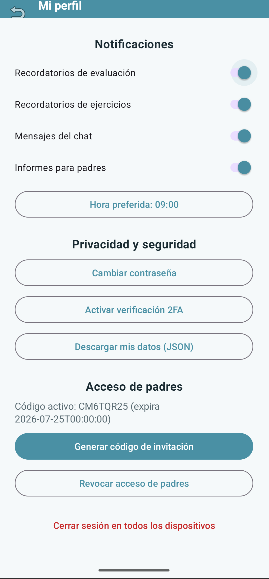 Mi perfil
Notificaciones
Recordatorios de evaluación
Recordatorios de ejercicios
Mensajes del chat
Informes para padres
Hora preferida: 09:00
Privacidad y seguridad
Cambiar contraseña
Activar verificación 2FA
Descargar mis datos (JSON)
Acceso de padres
Código activo: CM6TQR25 (expira
2026-07-25T00:00:00)
Generar código de invitación
Revocar acceso de padres
Cerrar sesión en todos los dispositivos